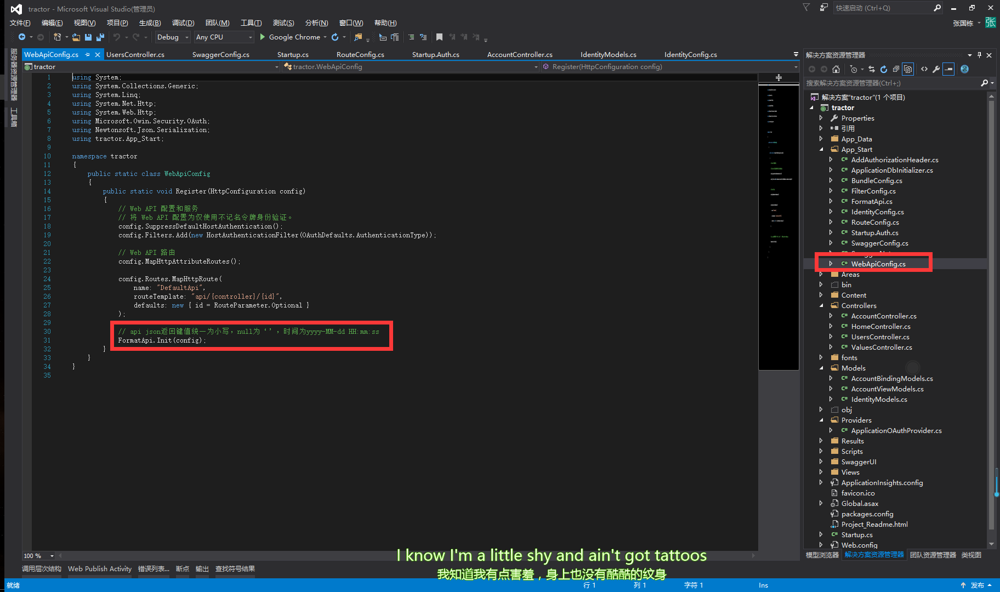 tractor - Microsoft Visual Studio(管理员)
快速启动 (Ctrl+Q)
文件(F) 编辑(E) 视图(V) 项目(P) 生成(B) 调试(D) 团队(M) 工具(T) 测试(S) 分析(N) 窗口(W) 帮助(H)
张国栋 张
Debug Any CPU Google Chrome
服务器资源管理器
工具箱
WebApiConfig.cs UsersController.cs SwaggerConfig.cs Startup.cs RouteConfig.cs Startup.Auth.cs AccountController.cs IdentityModels.cs IdentityConfig.cs
tractor tractor.WebApiConfig Register(HttpConfiguration config)
1 using System;
2 using System.Collections.Generic;
3 using System.Linq;
4 using System.Net.Http;
5 using System.Web.Http;
6 using Microsoft.Owin.Security.OAuth;
7 using Newtonsoft.Json.Serialization;
8 using tractor.App_Start;
9
10 namespace tractor
11 {
12 public static class WebApiConfig
13 {
14 public static void Register(HttpConfiguration config)
15 {
16 // Web API 配置和服务
17 // 将 Web API 配置为仅使用不记名令牌身份验证。
18 config.SuppressDefaultHostAuthentication();
19 config.Filters.Add(new HostAuthenticationFilter(OAuthDefaults.AuthenticationType));
20
21 // Web API 路由
22 config.MapHttpAttributeRoutes();
23
24 config.Routes.MapHttpRoute(
25 name: "DefaultApi",
26 routeTemplate: "api/{controller}/{id}",
27 defaults: new { id = RouteParameter.Optional }
28 );
29
30 // api json返回键值统一为小写，null为‘’，时间为yyyy-MM-dd HH:mm:ss
31 FormatApi.Init(config);
32 }
33 }
34 }
35
解决方案资源管理器
搜索解决方案资源管理器(Ctrl+;)
解决方案"tractor"(1 个项目)
tractor
Properties
引用
App_Data
App_Start
AddAuthorizationHeader.cs
ApplicationDbInitializer.cs
BundleConfig.cs
FilterConfig.cs
FormatApi.cs
IdentityConfig.cs
RouteConfig.cs
Startup.Auth.cs
SwaggerConfig.cs
WebApiConfig.cs
Areas
bin
Content
Controllers
AccountController.cs
HomeController.cs
UsersController.cs
ValuesController.cs
fonts
Models
AccountBindingModels.cs
AccountViewModels.cs
IdentityModels.cs
obj
Providers
ApplicationOAuthProvider.cs
Results
Scripts
SwaggerUI
Views
ApplicationInsights.config
favicon.ico
Global.asax
packages.config
Project_Readme.html
Startup.cs
Web.config
模型浏览器 解决方案资源管理器 团队资源管理器 类视图
100 %
I know I'm a little shy and ain't got tattoos
我知道我有点害羞，身上也没有酷酷的纹身
调用层次结构 Web Publish Activity 错误列表... 断点 输出 查找符号结果
就绪 行 1 列 1 字符 1 Ins 发布